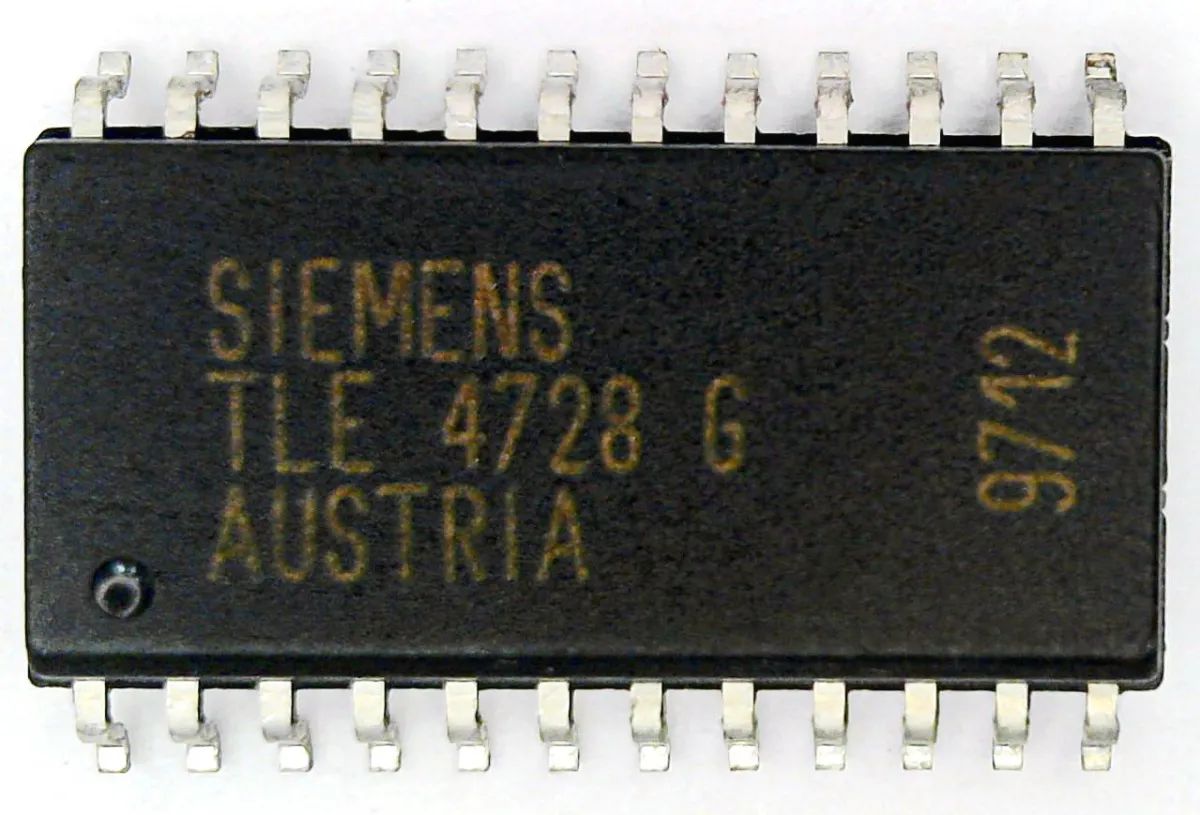 SIEMENS
TLE 4728 G
AUSTRIA
9712